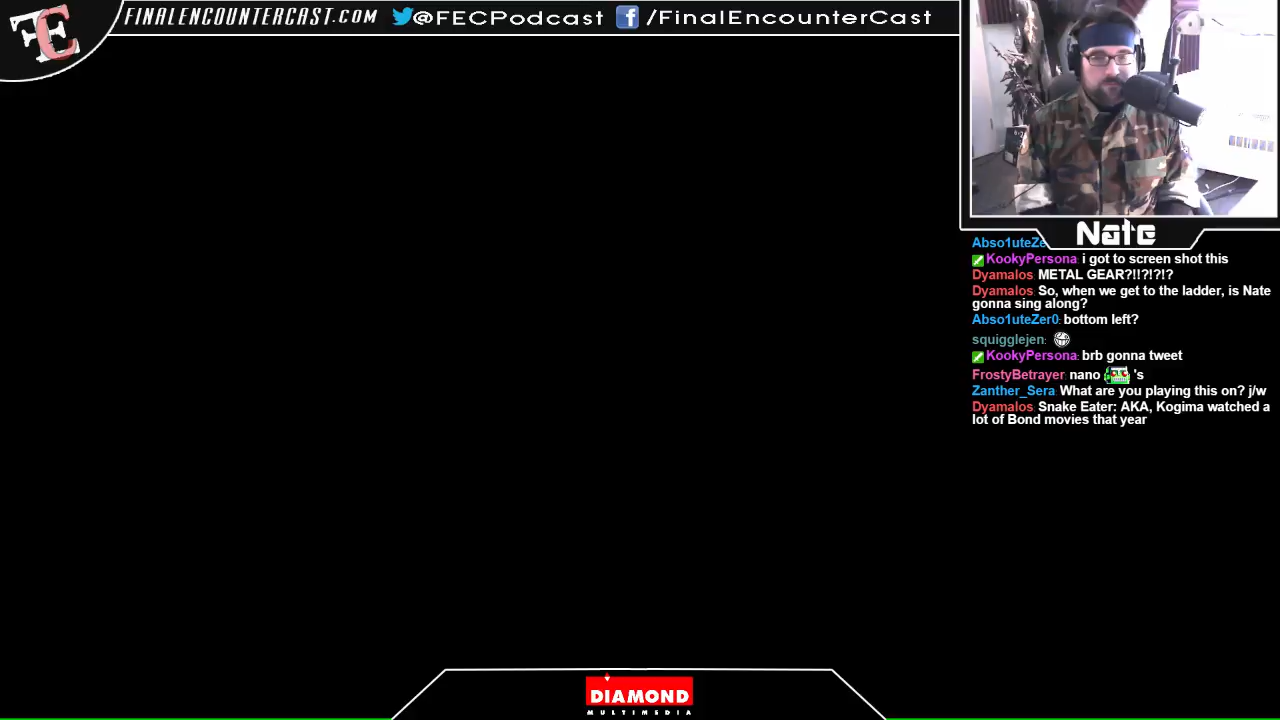 FC FINALENCOUNTERCAST.COM @FECPodcast /FinalEncounterCast
Nate
Abso1uteZe
KookyPersona: i got to screen shot this
Dyamalos: METAL GEAR?!!?!?!?
Dyamalos: So, when we get to the ladder, is Nate
gonna sing along?
Abso1uteZer0: bottom left?
squigglejen:
KookyPersona: brb gonna tweet
FrostyBetrayer: nano 's
Zanther_Sera: What are you playing this on? j/w
Dyamalos: Snake Eater: AKA, Kogima watched a
lot of Bond movies that year
DIAMOND
MULTIMEDIA